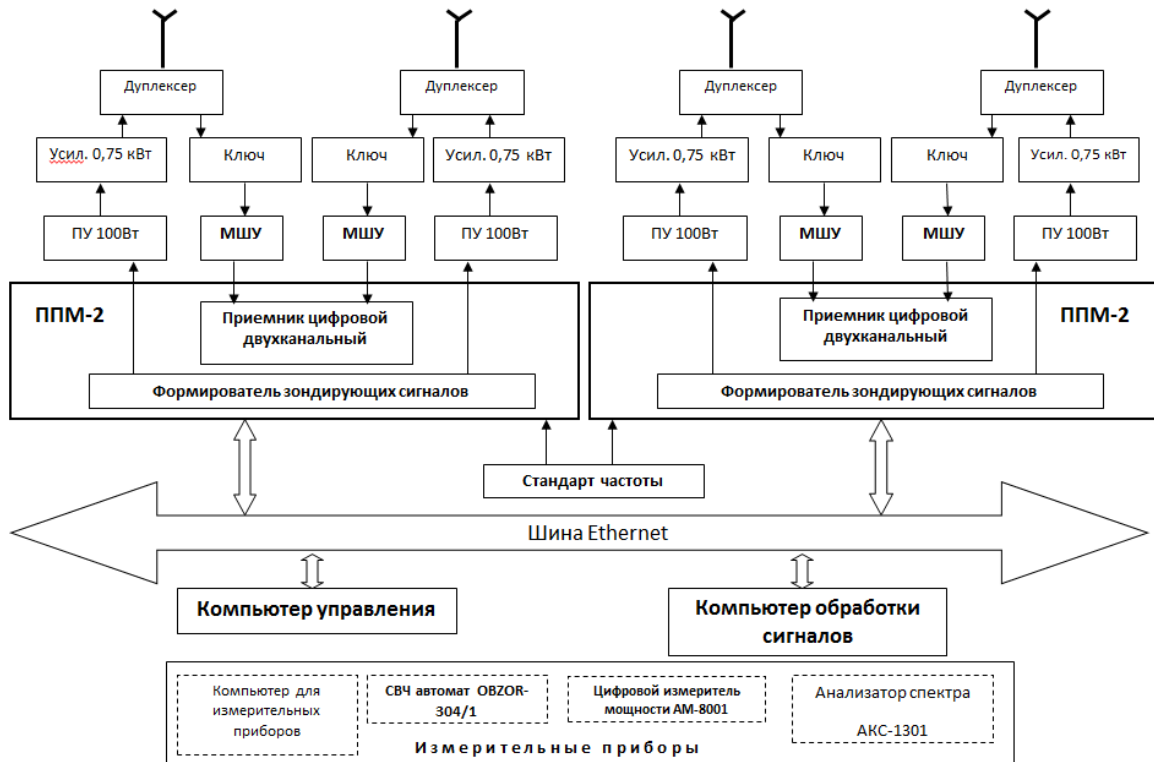 Дуплексер
Дуплексер
Дуплексер
Дуплексер
Усил. 0,75 кВт
Ключ
Ключ
Усил. 0,75 кВт
Усил. 0,75 кВт
Ключ
Ключ
Усил. 0,75 кВт
ПУ 100Вт
МШУ
МШУ
ПУ 100Вт
ПУ 100Вт
МШУ
МШУ
ПУ 100Вт
ППМ-2
Приемник цифровой
двухканальный
Формирователь зондирующих сигналов
Приемник цифровой
двухканальный
ППМ-2
Формирователь зондирующих сигналов
Стандарт частоты
Шина Ethernet
Компьютер управления
Компьютер обработки
сигналов
Компьютер для
измерительных
приборов
СВЧ автомат OBZOR-
304/1
Цифровой измеритель
мощности АМ-8001
Анализатор спектра
АКС-1301
Измерительные приборы